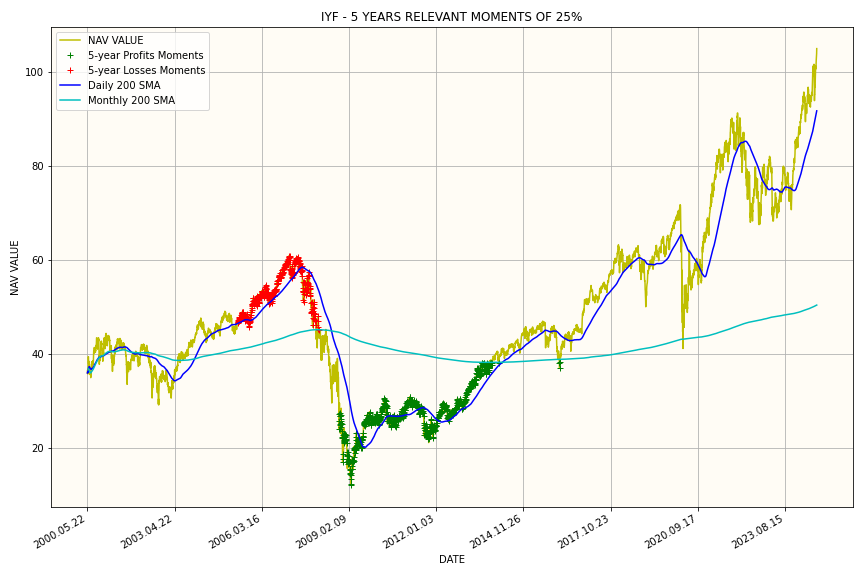 IYF - 5 YEARS RELEVANT MOMENTS OF 25%
NAV VALUE
5-year Profits Moments
5-year Losses Moments
Daily 200 SMA
Monthly 200 SMA
100
80
60
40
20
NAV VALUE
2000.05.22
2003.04.22
2006.03.16
2009.02.09
2012.01.03
2014.11.26
2017.10.23
2020.09.17
2023.08.15
DATE